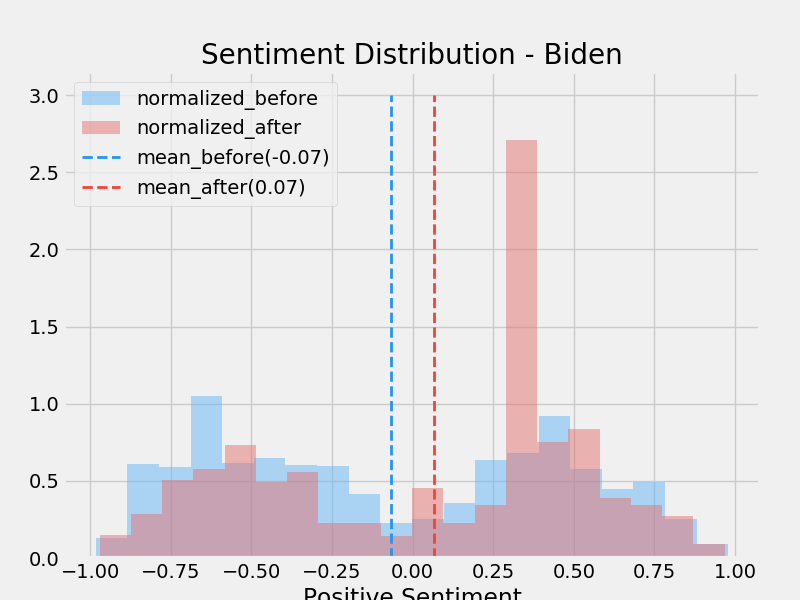 Sentiment Distribution - Biden
normalized_before
normalized_after
mean_before(-0.07)
mean_after(0.07)
3.0
2.5
2.0
1.5
1.0
0.5
0.0
−1.00 −0.75 −0.50 −0.25 0.00 0.25 0.50 0.75 1.00
Positive Sentiment